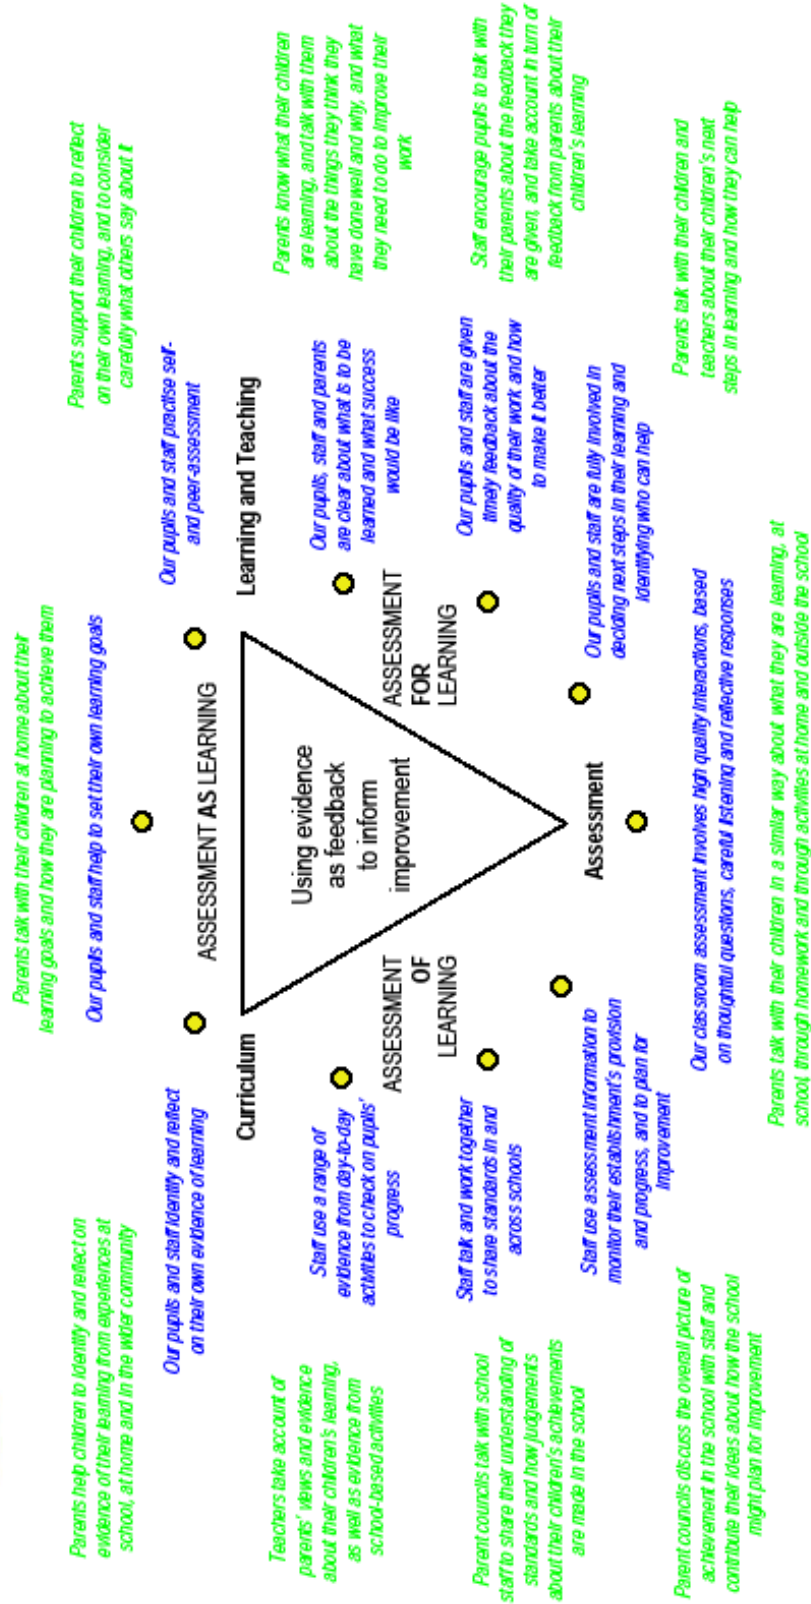 Parents talk with their children at home about their
learning goals and how they are planning to achieve them
Parents help children to identify and reflect on
evidence of their learning from experiences at
school, at home and in the wider community
Parents support their children to reflect
on their own learning, and to consider
carefully what others say about it
Our pupils and staff help to set their own learning goals
Our pupils and staff identify and reflect
on their own evidence of learning
Our pupils and staff practise self-
and peer-assessment
ASSESSMENT AS LEARNING
Curriculum
Learning and Teaching
Teachers take account of
parents' views and evidence
about their children's learning,
as well as evidence from
school-based activities
Staff use a range of
evidence from day-to-day
activities to check on pupils'
progress
Using evidence
as feedback
to inform
improvement
Our pupils, staff and parents
are clear about what is to be
learned and what success
would be like
Parents know what their children
are learning, and talk with them
about the things they think they
have done well and why, and what
they need to do to improve their
work
ASSESSMENT
OF
LEARNING
ASSESSMENT
FOR
LEARNING
Parent councils talk with school
staff to share their understanding of
standards and how judgements
about their children's achievements
are made in the school
Staff talk and work together
to share standards in and
across schools
Our pupils and staff are given
timely feedback about the
quality of their work and how
to make it better
Staff encourage pupils to talk with
their parents about the feedback they
are given, and take account in turn of
feedback from parents about their
children's learning
Staff use assessment information to
monitor their establishment's provision
and progress, and to plan for
improvement
Assessment
Our pupils and staff are fully involved in
deciding next steps in their learning and
identifying who can help
Parent councils discuss the overall picture of
achievement in the school with staff and
contribute their ideas about how the school
might plan for improvement
Our classroom assessment involves high quality interactions, based
on thoughtful questions, careful listening and reflective responses
Parents talk with their children and
teachers about their children's next
steps in learning and how they can help
Parents talk with their children in a similar way about what they are learning, at
school, through homework and through activities at home and outside the school